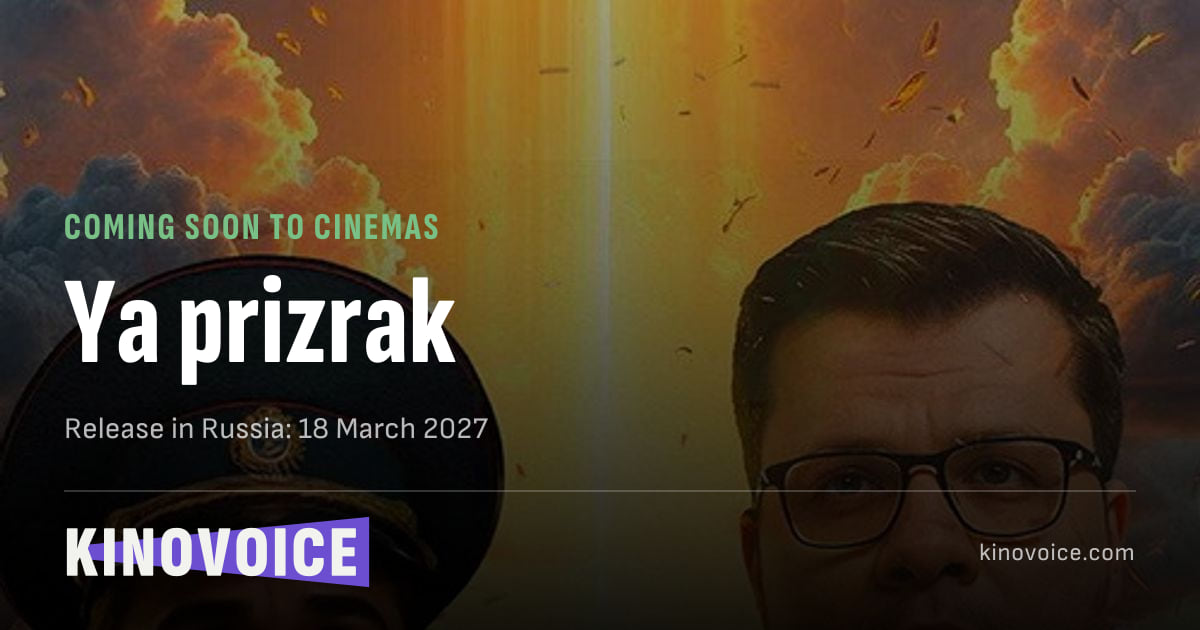 COMING SOON TO CINEMAS
Ya prizrak
Release in Russia: 18 March 2027
KINOVOICE
kinovoice.com